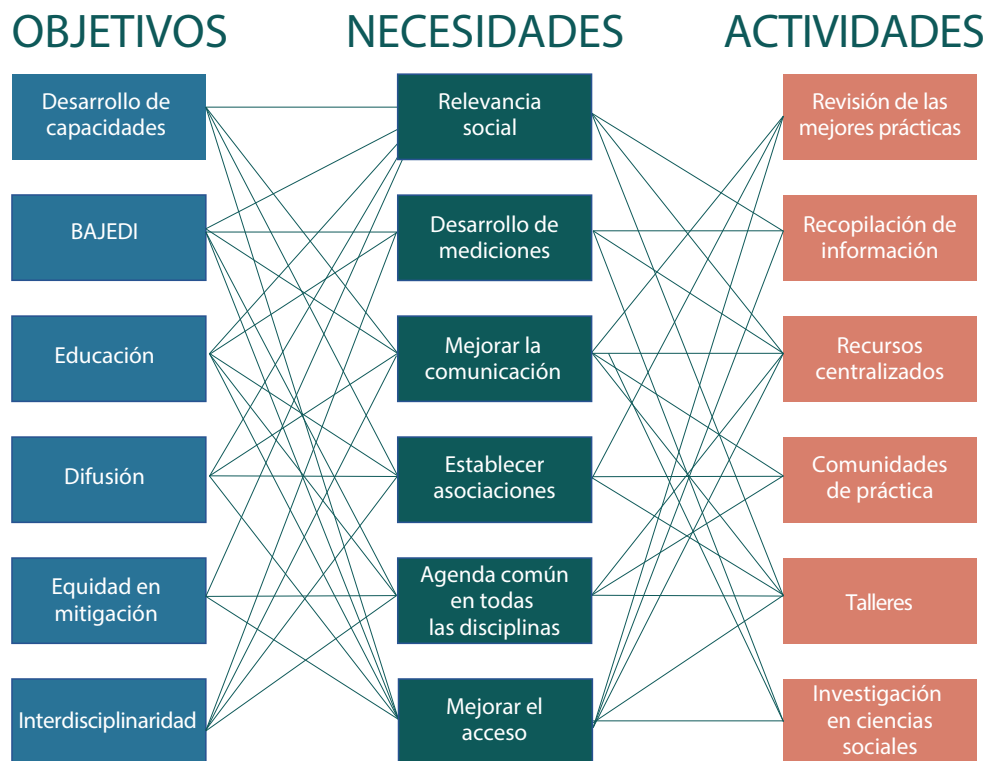 OBJETIVOS
NECESIDADES
ACTIVIDADES
Desarrollo de
capacidades
BAJEDI
Educación
Difusión
Equidad en
mitigación
Interdisciplinaridad
Relevancia
social
Desarrollo de
mediciones
Mejorar la
comunicación
Establecer
asociaciones
Agenda común
en todas
las disciplinas
Mejorar el
acceso
Revisión de las
mejores prácticas
Recopilación de
información
Recursos
centralizados
Comunidades
de práctica
Talleres
Investigación
en ciencias
sociales